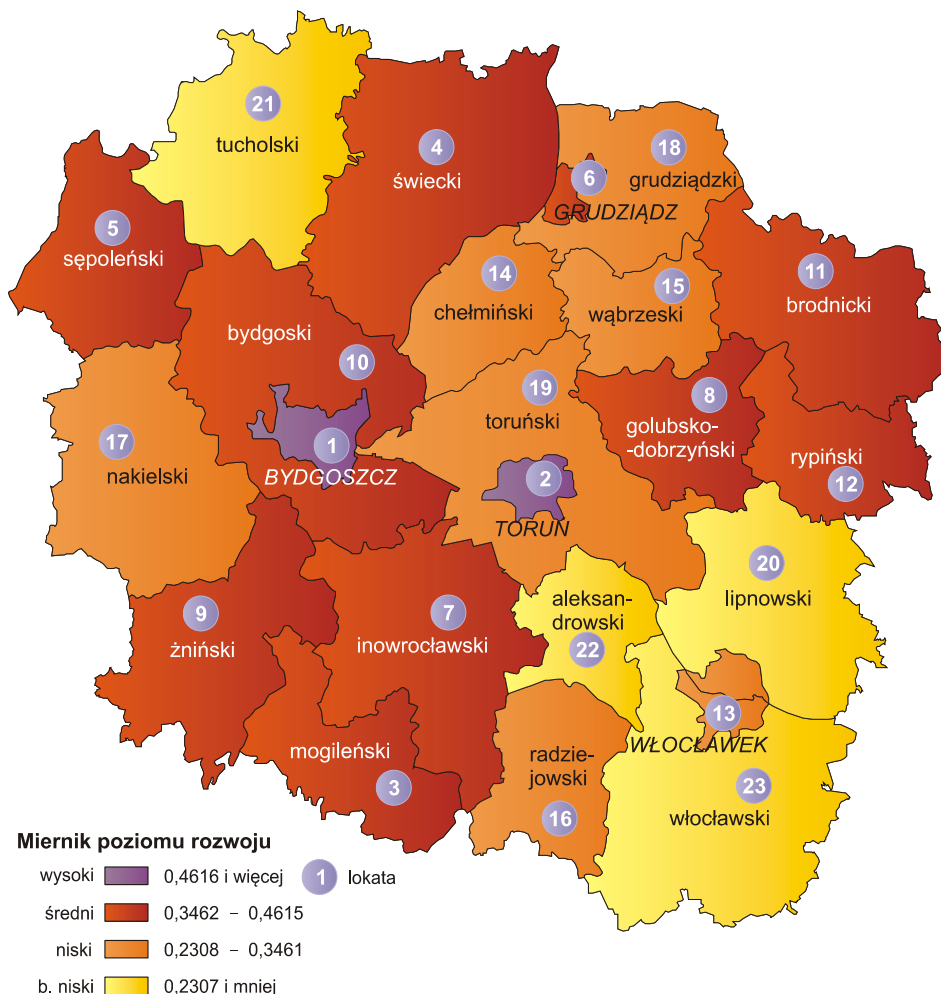 21
tucholski
4
świecki
18
grudziądzki
6
GRUDZIĄDZ
5
sępoleński
14
chełmiński
15
wąbrzeski
11
brodnicki
bydgoski
10
19
toruński
8
golubsko-
-dobrzyński
17
nakielski
1
BYDGOSZCZ
2
TORUŃ
rypiński
12
20
lipnowski
9
żniński
7
inowrocławski
aleksan-
drowski
22
13
WŁOCŁAWEK
mogileński
3
radzie-
jowski
16
23
włocławski
Miernik poziomu rozwoju
wysoki 0,4616 i więcej 1 lokata
średni 0,3462 – 0,4615
niski 0,2308 – 0,3461
b. niski 0,2307 i mniej